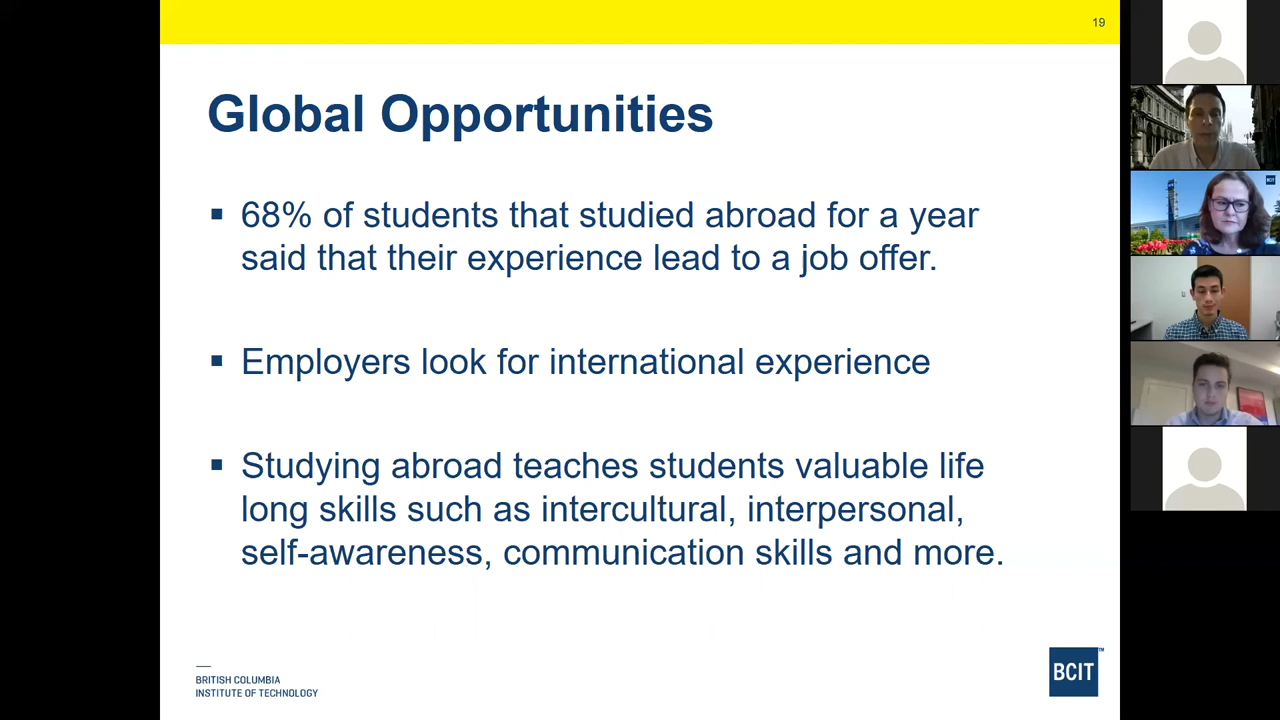 19
Global Opportunities
▪ 68% of students that studied abroad for a year
said that their experience lead to a job offer.
▪ Employers look for international experience
▪ Studying abroad teaches students valuable life
long skills such as intercultural, interpersonal,
self-awareness, communication skills and more.
BRITISH COLUMBIA
INSTITUTE OF TECHNOLOGY
BCIT™
BCIT